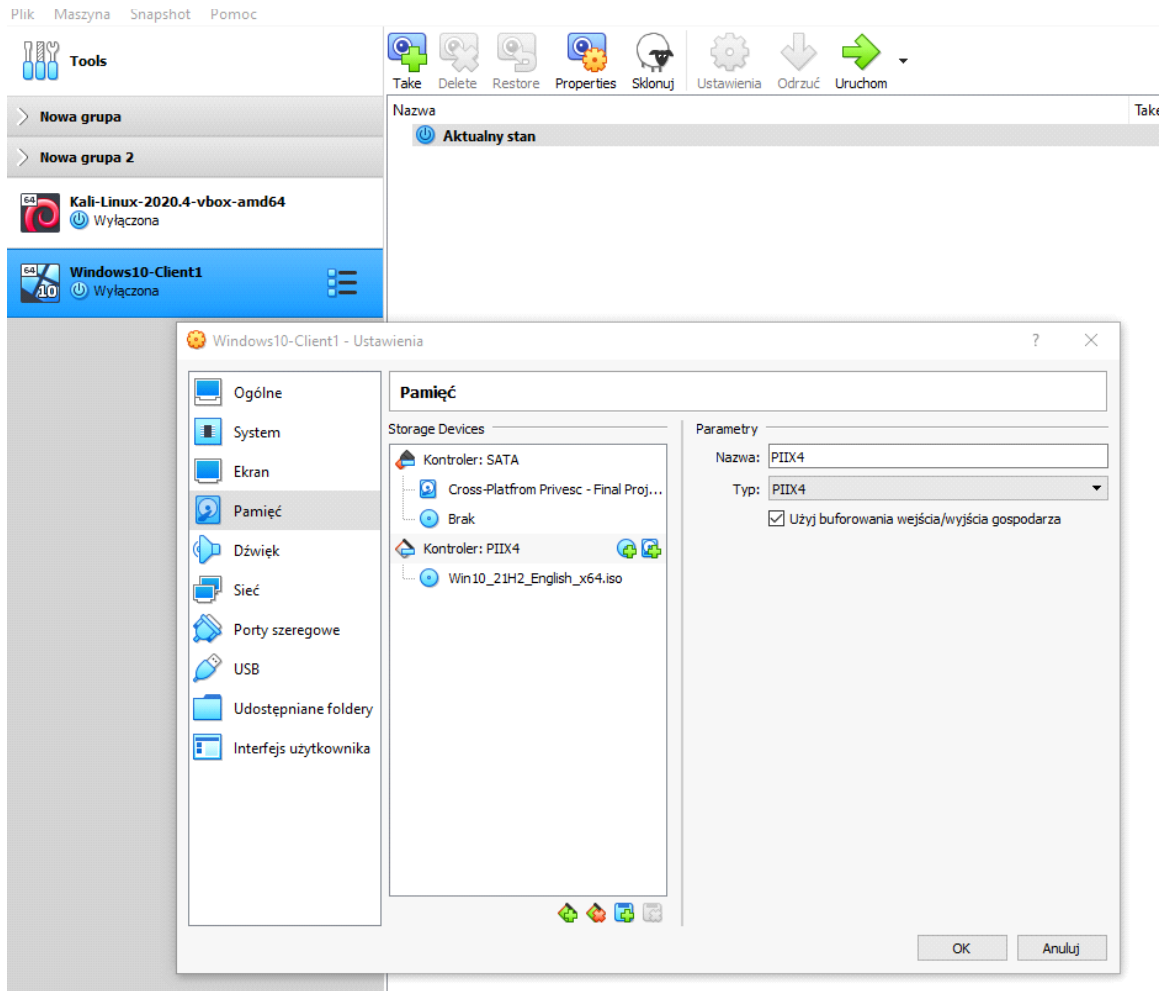 Plik Maszyna Snapshot Pomoc
Tools
Take Delete Restore Properties Sklonuj Ustawienia Odrzuć Uruchom
Nazwa Take
Aktualny stan
Nowa grupa
Nowa grupa 2
64
Kali-Linux-2020.4-vbox-amd64
Wyłączona
64
10
Windows10-Client1
Wyłączona
Windows10-Client1 - Ustawienia ?
Ogólne
System
Ekran
Pamięć
Dźwięk
Sieć
Porty szeregowe
USB
Udostępniane foldery
Interfejs użytkownika
Pamięć
Storage Devices
Kontroler: SATA
Cross-Platfrom Privesc - Final Proj...
Brak
Kontroler: PIIX4
Win10_21H2_English_x64.iso
Parametry
Nazwa: PIIX4
Typ: PIIX4
Użyj buforowania wejścia/wyjścia gospodarza
OK Anuluj